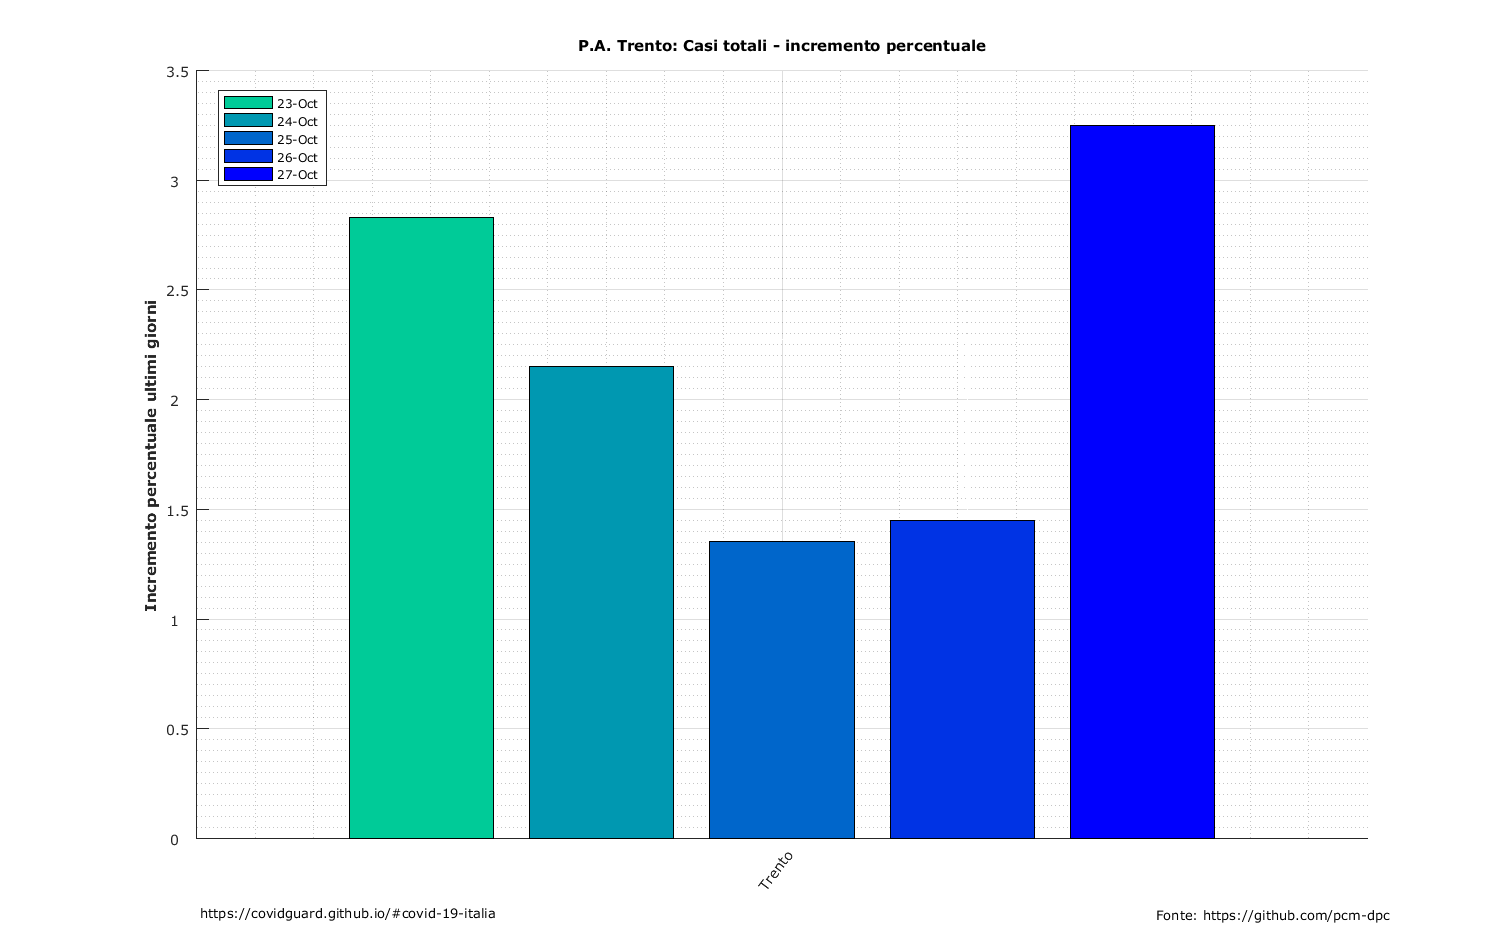 P.A. Trento: Casi totali - incremento percentuale
3.5
3
2.5
2
1.5
1
0.5
0
23-Oct
24-Oct
25-Oct
26-Oct
27-Oct
Incremento percentuale ultimi giorni
Trento
https://covidguard.github.io/#covid-19-italia
Fonte: https://github.com/pcm-dpc